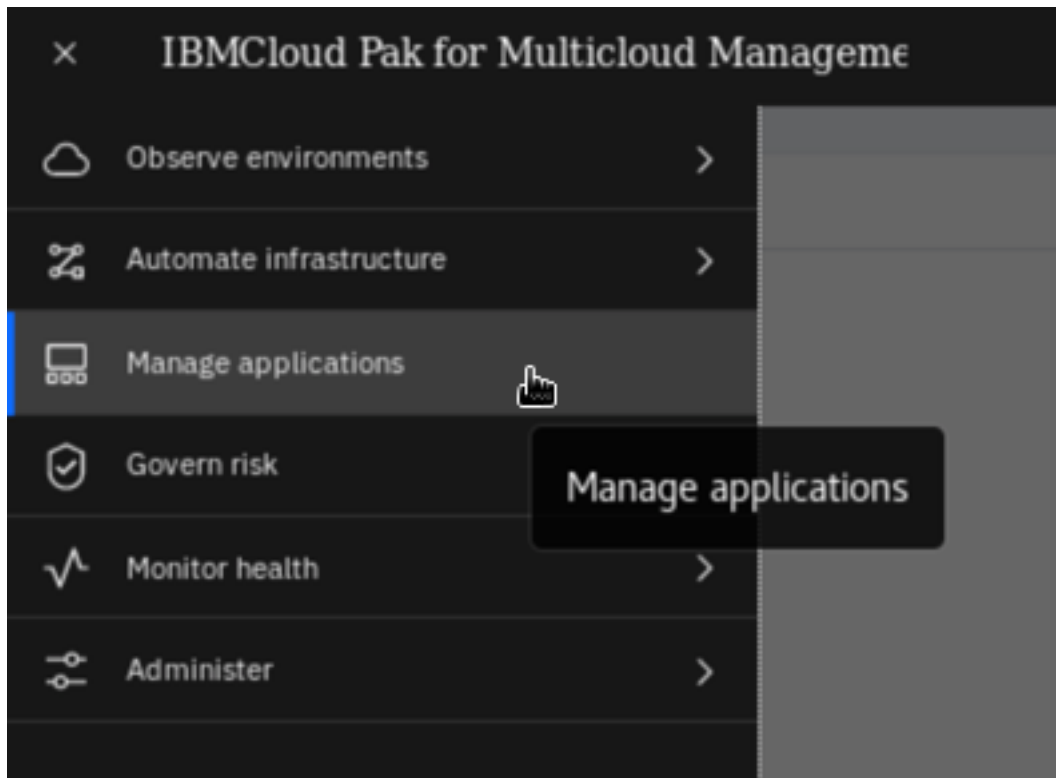 IBMCloud Pak for Multicloud Manageme
Observe environments
Automate infrastructure
Manage applications
Govern risk
Manage applications
Monitor health
Administer